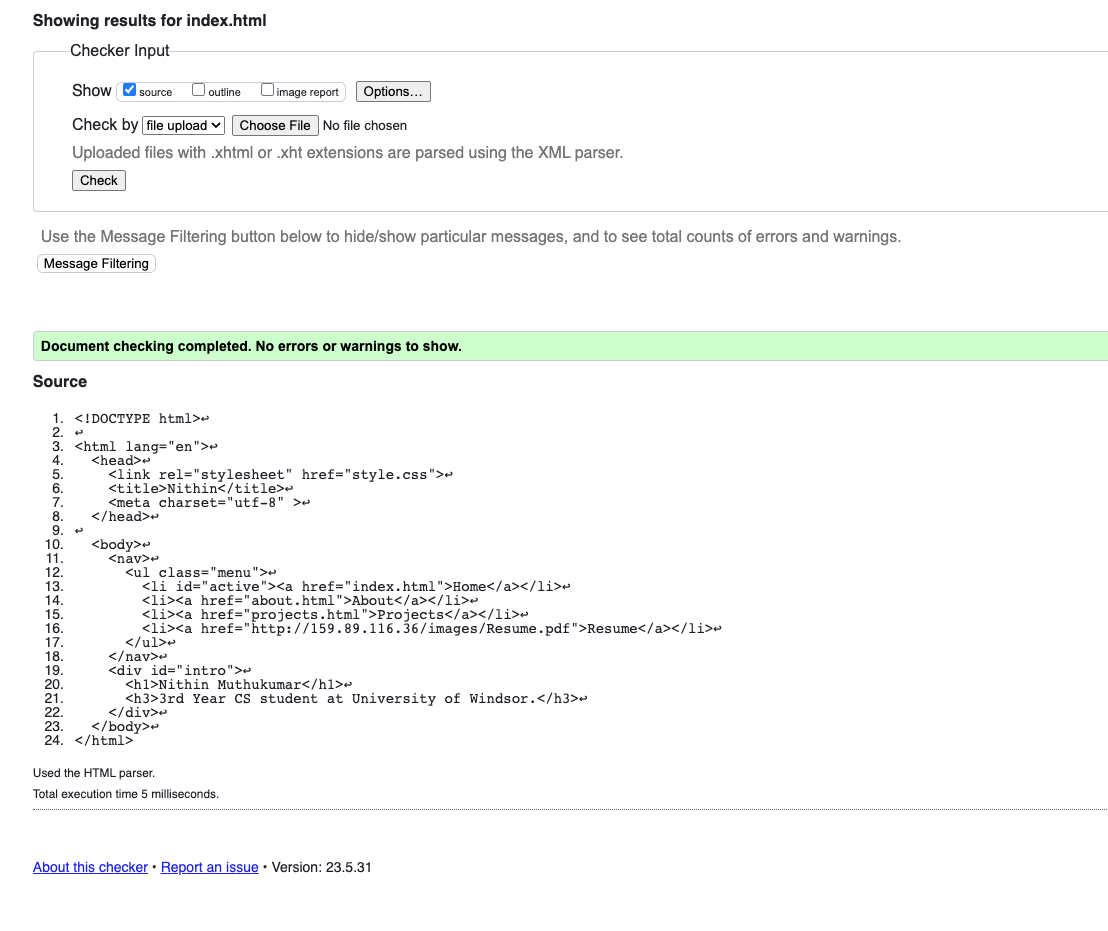 Showing results for index.html
Checker Input
Show source outline image report Options...
Check by file upload Choose File No file chosen
Uploaded files with .xhtml or .xht extensions are parsed using the XML parser.
Check
Use the Message Filtering button below to hide/show particular messages, and to see total counts of errors and warnings.
Message Filtering
Document checking completed. No errors or warnings to show.
Source
1. <!DOCTYPE html>↩
2. ↩
3. <html lang="en">↩
4.   <head>↩
5.     <link rel="stylesheet" href="style.css">↩
6.     <title>Nithin</title>↩
7.     <meta charset="utf-8" >↩
8.   </head>↩
9. ↩
10.   <body>↩
11.     <nav>↩
12.       <ul class="menu">↩
13.         <li id="active"><a href="index.html">Home</a></li>↩
14.         <li><a href="about.html">About</a></li>↩
15.         <li><a href="projects.html">Projects</a></li>↩
16.         <li><a href="http://159.89.116.36/images/Resume.pdf">Resume</a></li>↩
17.       </ul>↩
18.     </nav>↩
19.     <div id="intro">↩
20.       <h1>Nithin Muthukumar</h1>↩
21.       <h3>3rd Year CS student at University of Windsor.</h3>↩
22.     </div>↩
23.   </body>↩
24. </html>
Used the HTML parser.
Total execution time 5 milliseconds.
About this checker • Report an issue • Version: 23.5.31